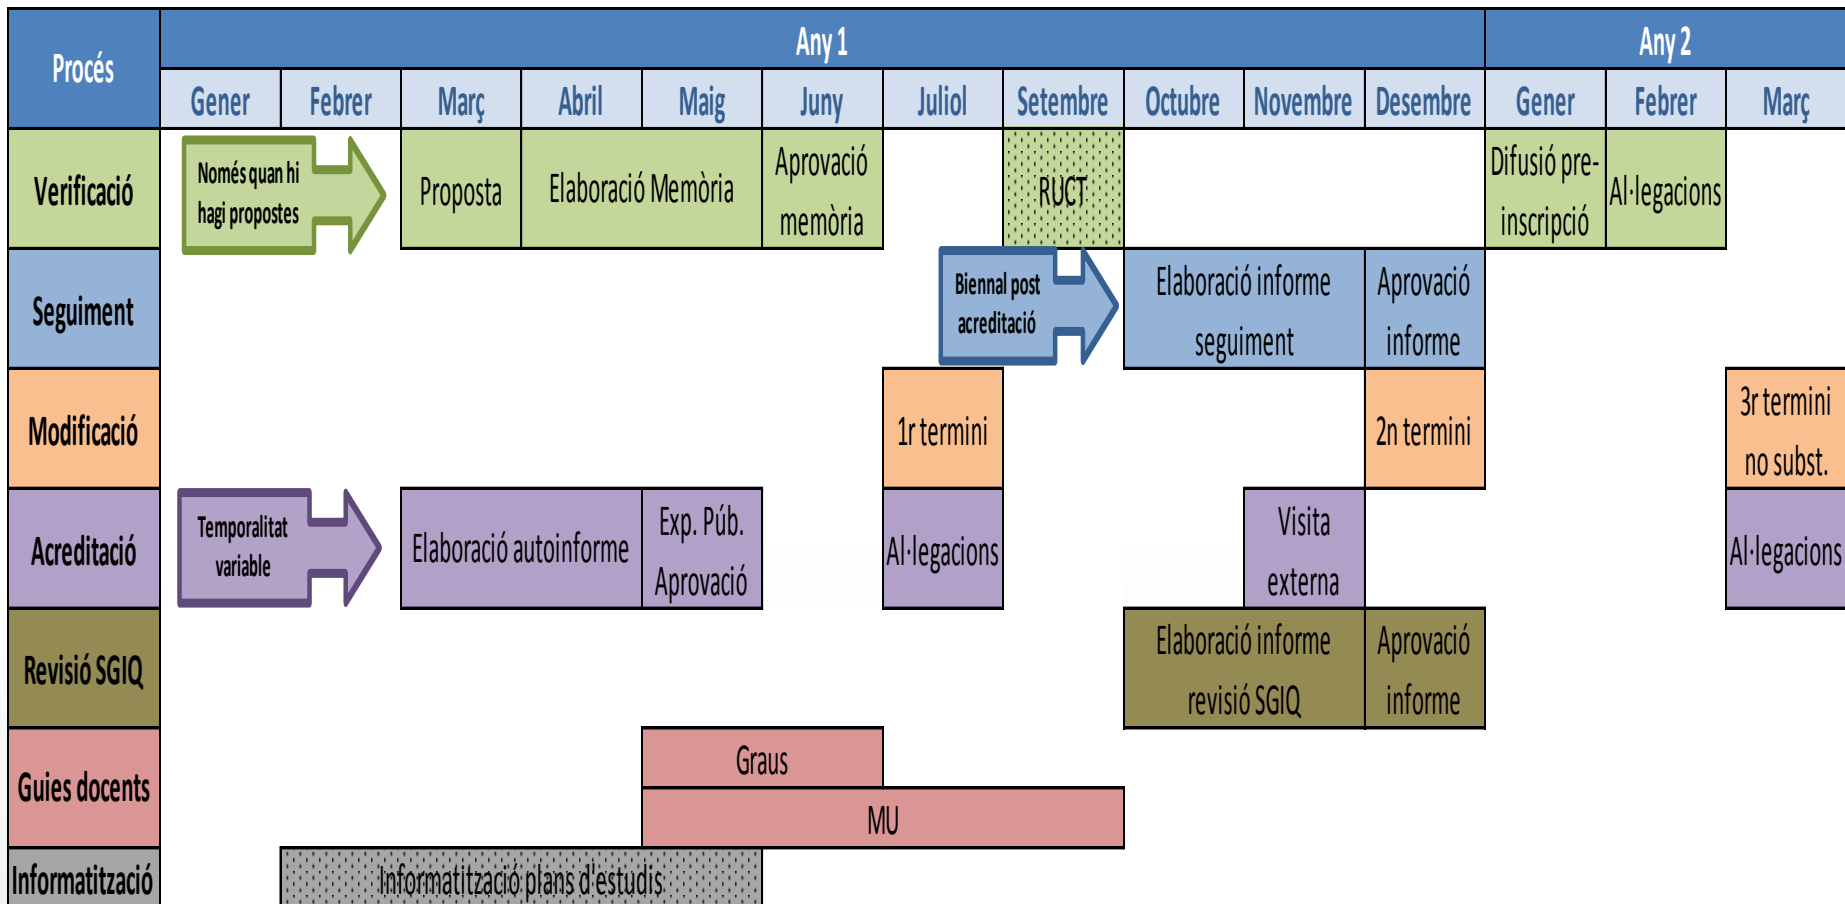 Procés
Any 1
Any 2
Gener
Febrer
Març
Abril
Maig
Juny
Juliol
Setembre
Octubre
Novembre
Desembre
Gener
Febrer
Març
Verificació
Només quan hi
hagi propostes
Proposta
Elaboració Memòria
Aprovació
memòria
RUCT
Difusió pre-
inscripció
Al·legacions
Seguiment
Biennal post
acreditació
Elaboració informe
seguiment
Aprovació
informe
Modificació
1r termini
2n termini
3r termini
no subst.
Acreditació
Temporalitat
variable
Elaboració autoinforme
Exp. Púb.
Aprovació
Al·legacions
Visita
externa
Al·legacions
Revisió SGIQ
Elaboració informe
revisió SGIQ
Aprovació
informe
Guies docents
Graus
MU
Informatització
Informatització plans d'estudis